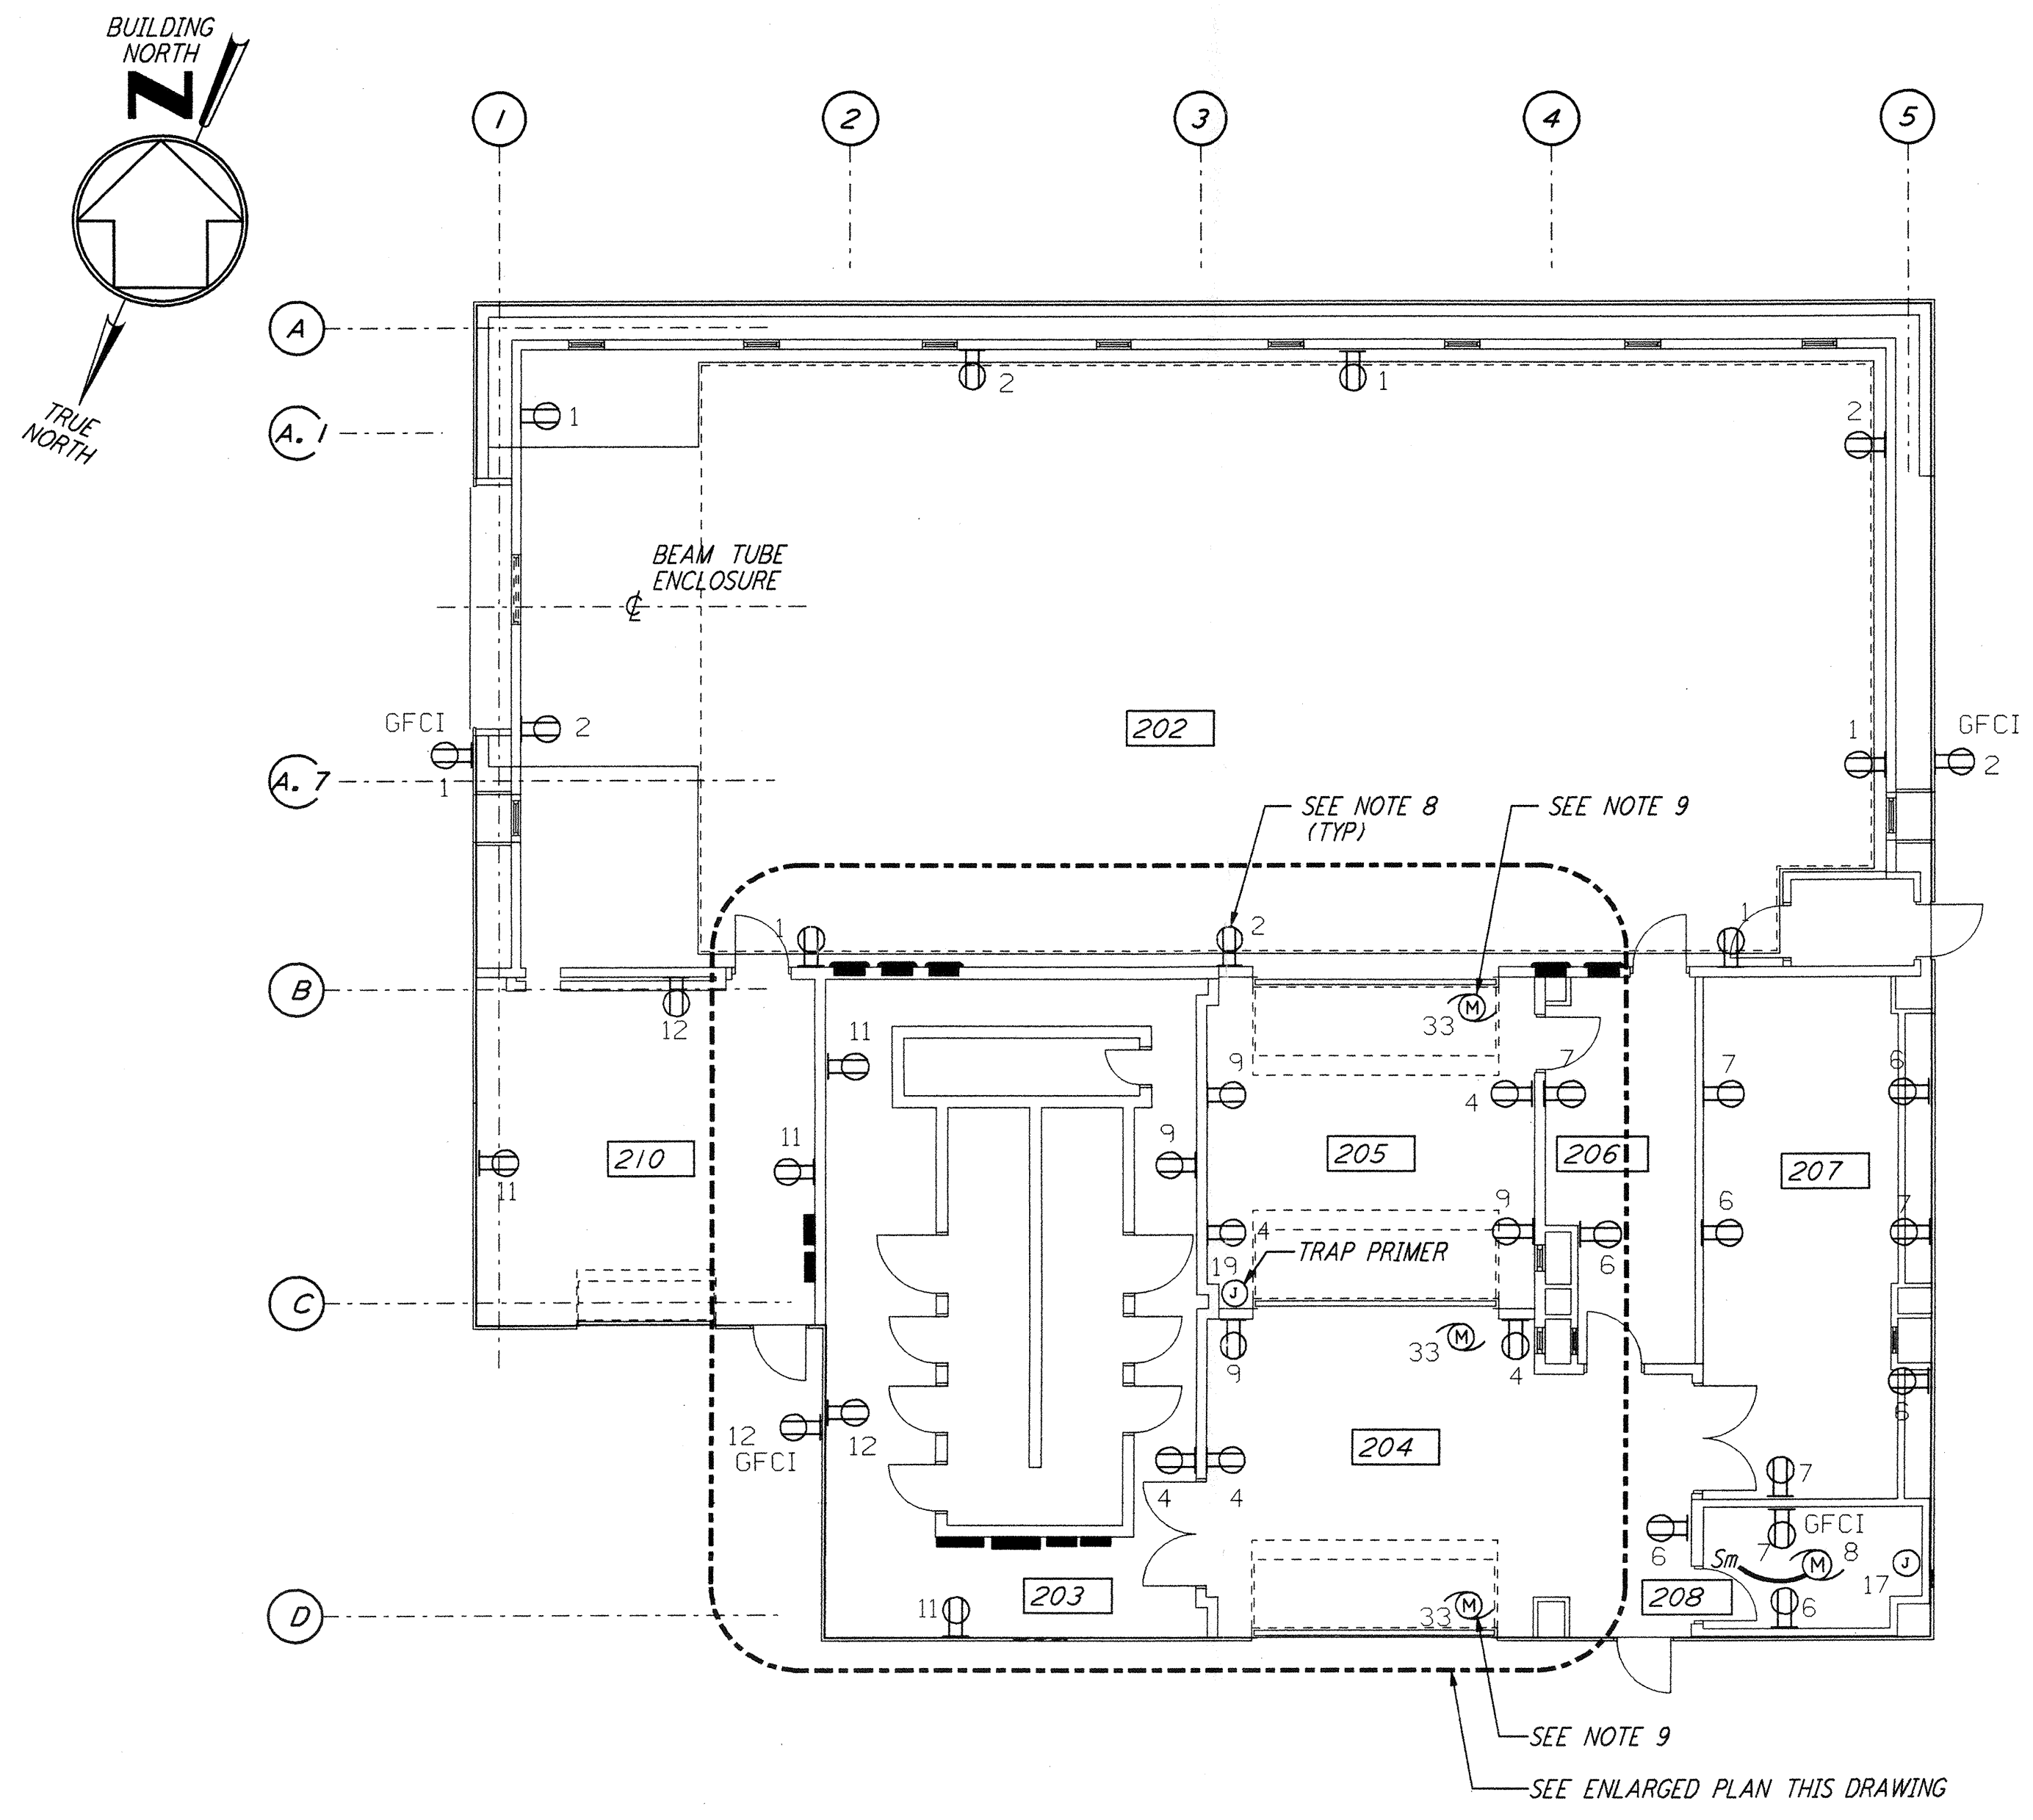 BUILDING
NORTH
N
TRUE
NORTH
1
2
3
4
5
A
A.1
A.7
B
C
D
2
1
1
2
BEAM TUBE
ENCLOSURE
℄
202
GFCI
1
2
1
GFCI
2
SEE NOTE 8
(TYP)
SEE NOTE 9
1
2
1
12
33
M
11
9
7
4
7
6
11
210
11
9
205
206
207
9
4
6
7
19
TRAP PRIMER
J
6
33
M
9
4
6
12
GFCI
12
204
4
4
7
GFCI
6
7
Sm
M
8
J
17
203
208
11
33
M
6
SEE NOTE 9
SEE ENLARGED PLAN THIS DRAWING